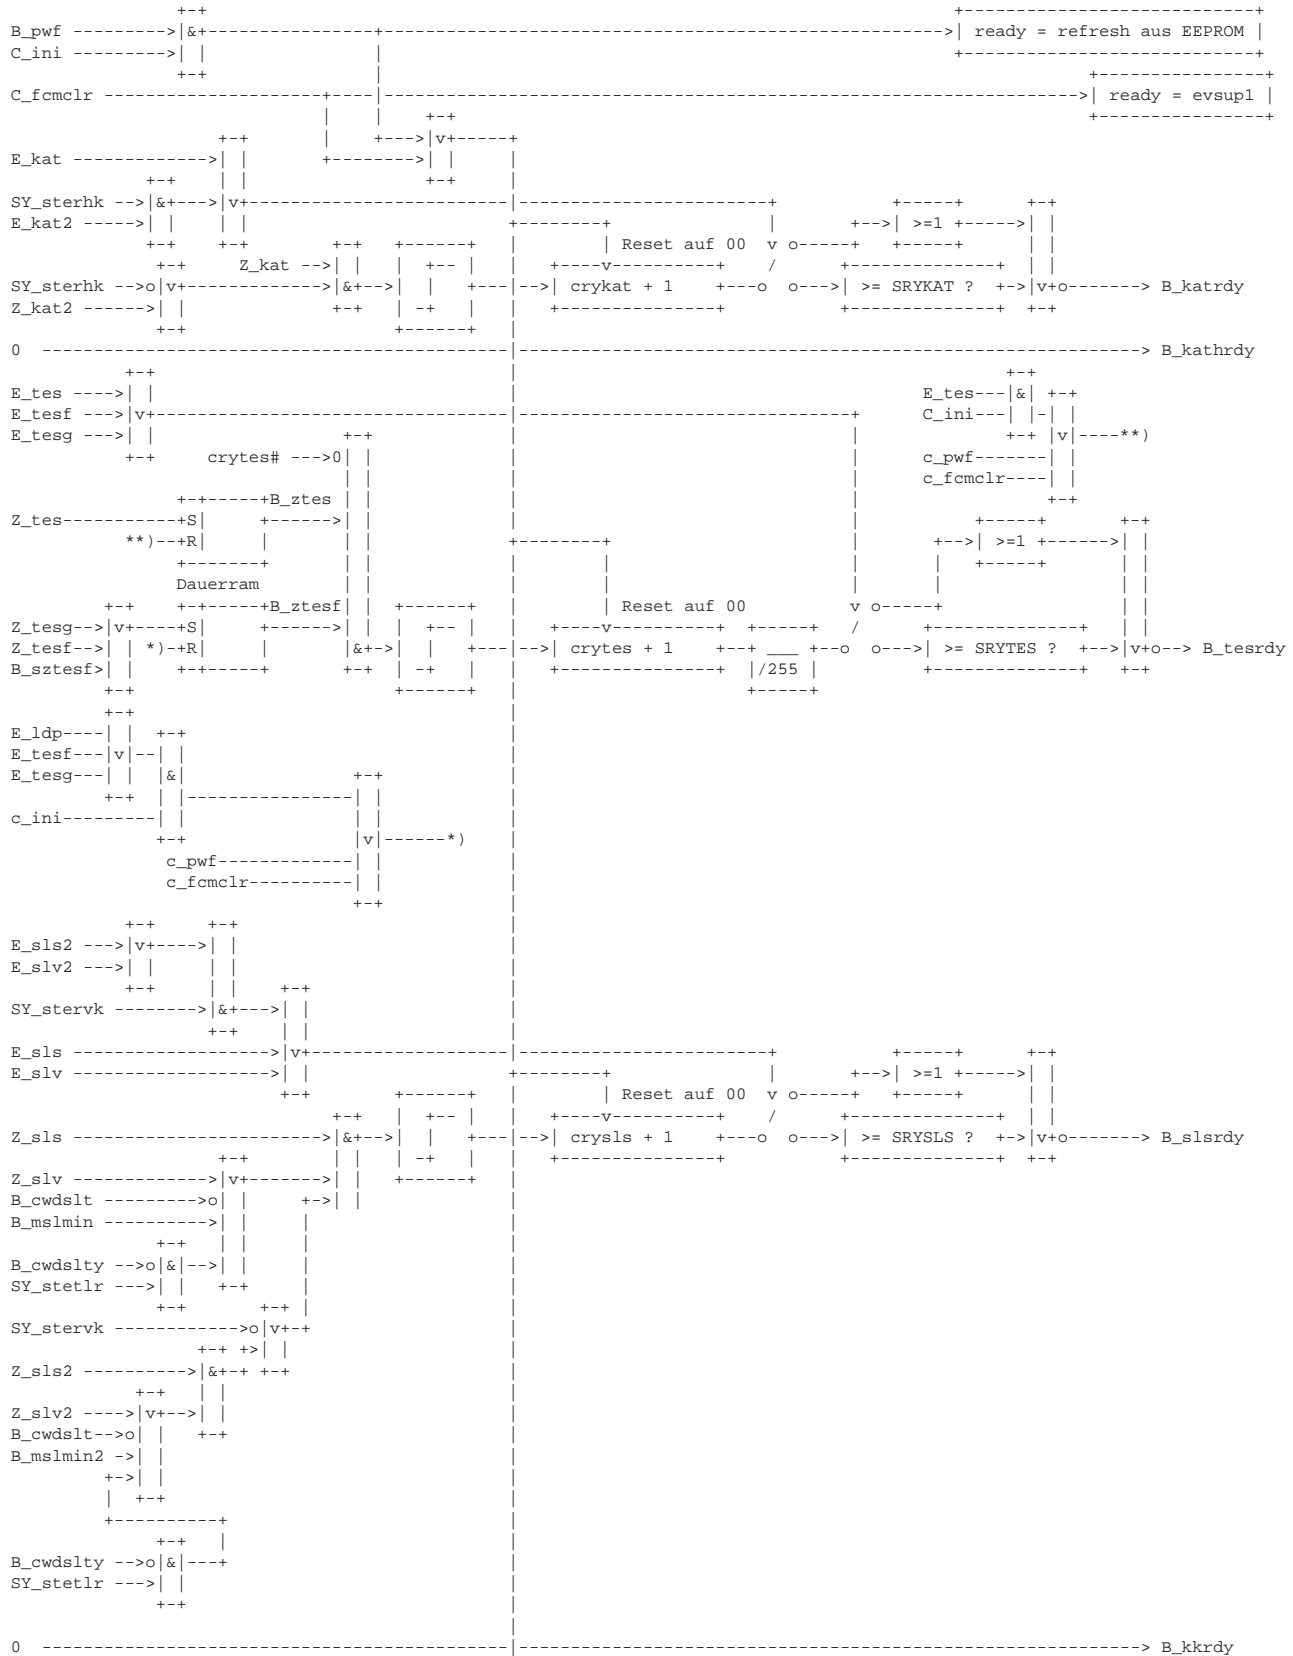 B_pwf & ready = refresh aus EEPROM
C_ini
C_fcmclr ready = evsup1
v
E_kat
SY_sterhk & v
E_kat2 >=1
Reset auf 00 v
Z_kat
SY_sterhk v & crykat + 1 >= SRYKAT ? v B_katrdy
Z_kat2
0 B_kathrdy
E_tes E_tes & 
E_tesf v C_ini
E_tesg v **)
crytes# 0 c_pwf
c_fcmclr
B_ztes
Z_tes S >=1
**) R
Dauerram
B_ztesf Reset auf 00 v
Z_tesg v S
Z_tesf *) R & crytes + 1 >= SRYTES ? v B_tesrdy
B_sztesf /255
E_ldp
E_tesf v
E_tesg &
c_ini
v *)
c_pwf
c_fcmclr
E_sls2 v
E_slv2
SY_stervk &
E_sls v
E_slv >=1
Reset auf 00 v
Z_sls & crysls + 1 >= SRYSLS ? v B_slsrdy
Z_slv v
B_cwdslt
B_mslmin
B_cwdslty &
SY_stetlr
SY_stervk v
Z_sls2 &
Z_slv2 v
B_cwdslt
B_mslmin2
B_cwdslty &
SY_stetlr
0 B_kkrdy